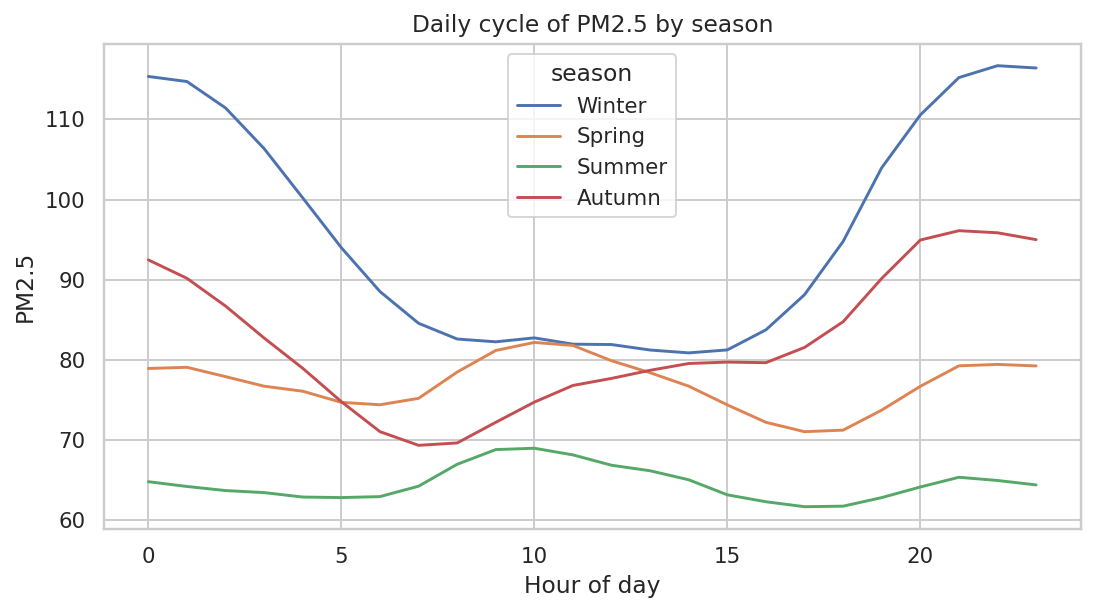 Daily cycle of PM2.5 by season
season
Winter
Spring
Summer
Autumn
PM2.5
110
100
90
80
70
60
0 5 10 15 20
Hour of day